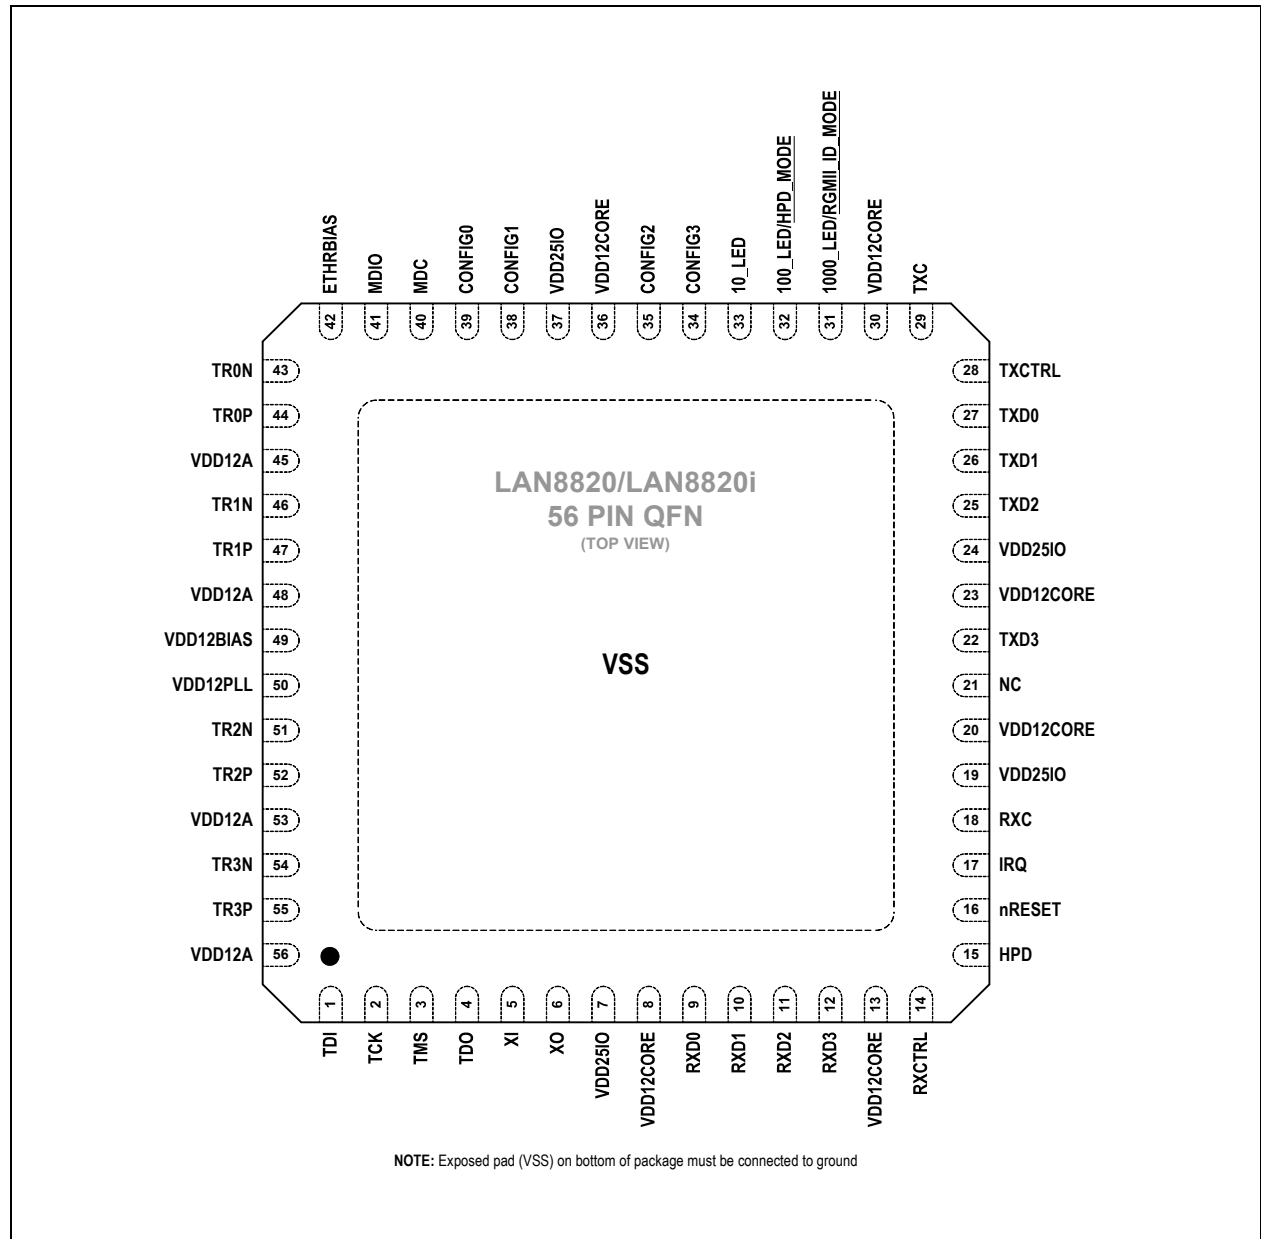 ETHRBIAS
MDIO
MDC
CONFIG0
CONFIG1
VDD25IO
VDD12CORE
CONFIG2
CONFIG3
10_LED
100_LED/HPD_MODE
1000_LED/RGMII_ID_MODE
VDD12CORE
TXC
42
41
40
39
38
37
36
35
34
33
32
31
30
29
TR0N 43
TR0P 44
VDD12A 45
TR1N 46
TR1P 47
VDD12A 48
VDD12BIAS 49
VDD12PLL 50
TR2N 51
TR2P 52
VDD12A 53
TR3N 54
TR3P 55
VDD12A 56
LAN8820/LAN8820i
56 PIN QFN
(TOP VIEW)
VSS
28 TXCTRL
27 TXD0
26 TXD1
25 TXD2
24 VDD25IO
23 VDD12CORE
22 TXD3
21 NC
20 VDD12CORE
19 VDD25IO
18 RXC
17 IRQ
16 nRESET
15 HPD
1
2
3
4
5
6
7
8
9
10
11
12
13
14
TDI
TCK
TMS
TDO
XI
XO
VDD25IO
VDD12CORE
RXD0
RXD1
RXD2
RXD3
VDD12CORE
RXCTRL
NOTE: Exposed pad (VSS) on bottom of package must be connected to ground